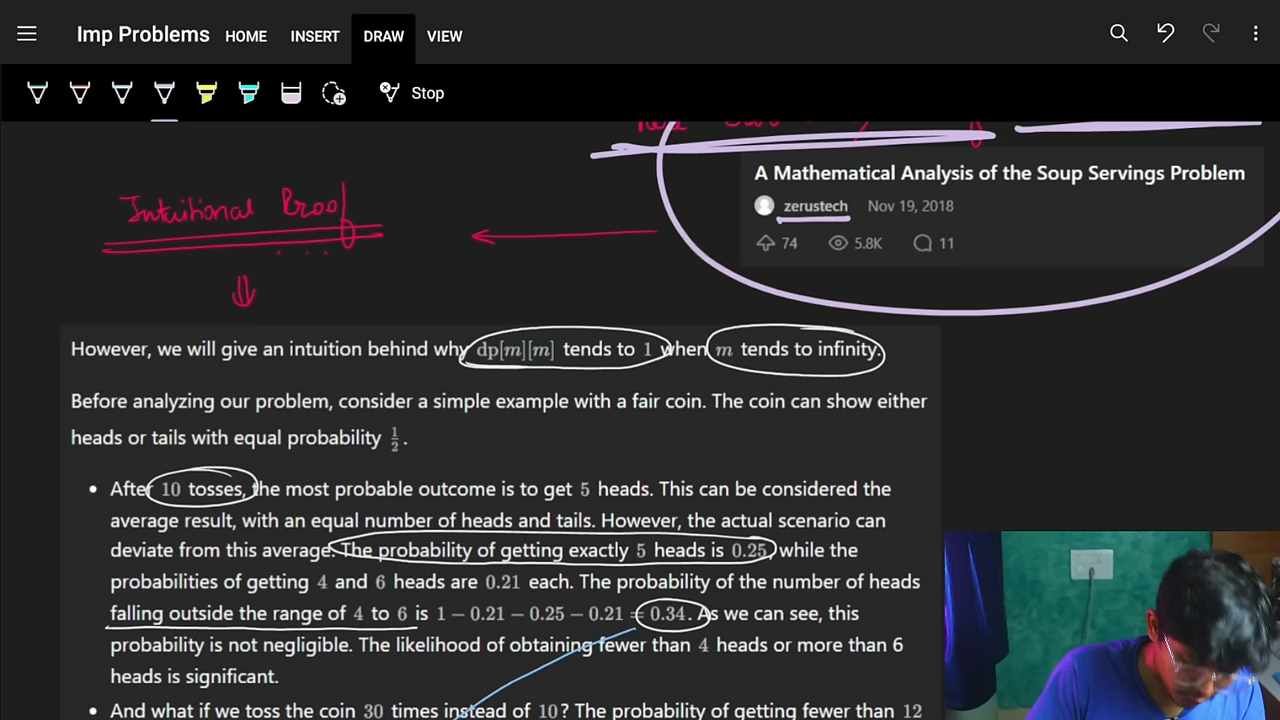 Imp Problems HOME INSERT DRAW VIEW
Stop
A Mathematical Analysis of the Soup Servings Problem
zerustech Nov 19, 2018
74 5.8K 11
Intuitional Proof
However, we will give an intuition behind why dp[m][m] tends to 1 when m tends to infinity.
Before analyzing our problem, consider a simple example with a fair coin. The coin can show either
heads or tails with equal probability 1/2.
• After 10 tosses, the most probable outcome is to get 5 heads. This can be considered the
average result, with an equal number of heads and tails. However, the actual scenario can
deviate from this average. The probability of getting exactly 5 heads is 0.25, while the
probabilities of getting 4 and 6 heads are 0.21 each. The probability of the number of heads
falling outside the range of 4 to 6 is 1 − 0.21 − 0.25 − 0.21 = 0.34. As we can see, this
probability is not negligible. The likelihood of obtaining fewer than 4 heads or more than 6
heads is significant.
• And what if we toss the coin 30 times instead of 10? The probability of getting fewer than 12